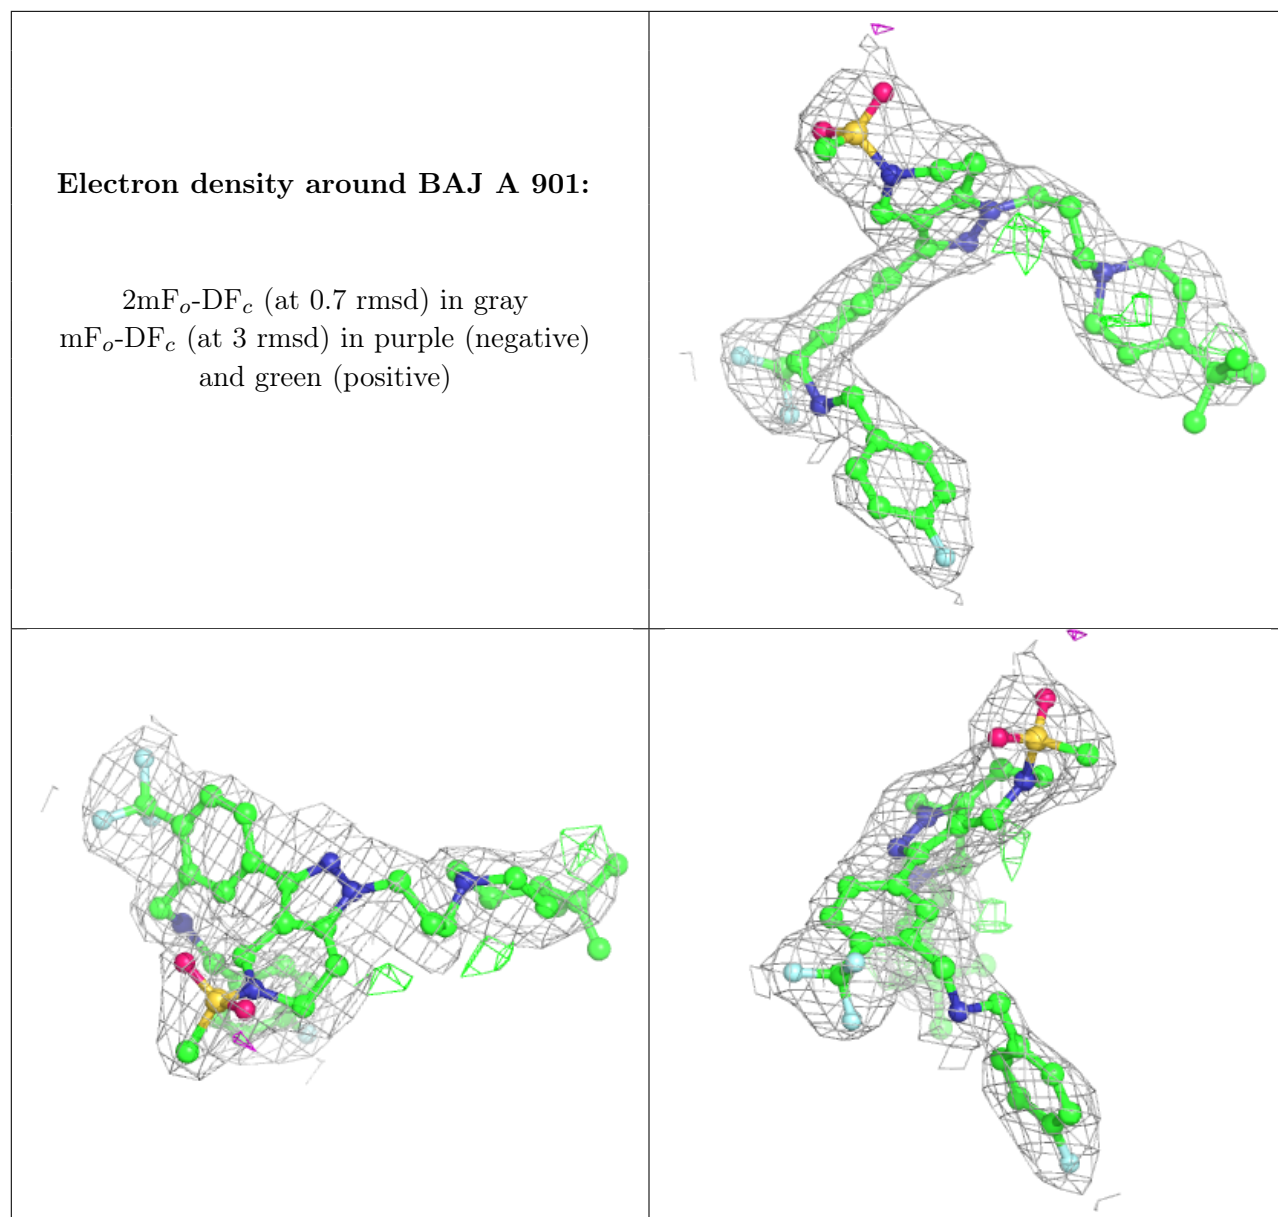 Electron density around BAJ A 901:
2mFo-DFc (at 0.7 rmsd) in gray
mFo-DFc (at 3 rmsd) in purple (negative)
and green (positive)